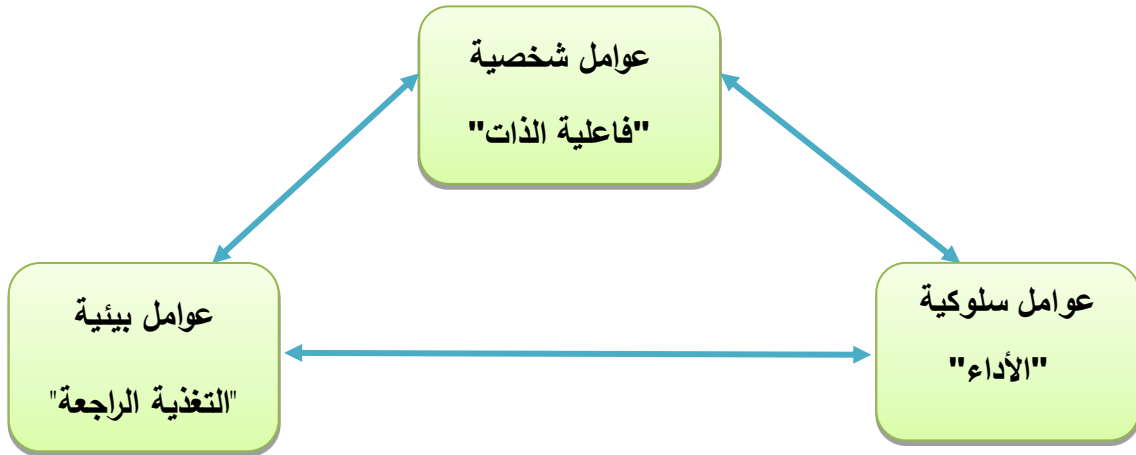 عوامل شخصية
"فاعلية الذات"
عوامل سلوكية
"الأداء"
عوامل بيئية
"التغذية الراجعة"